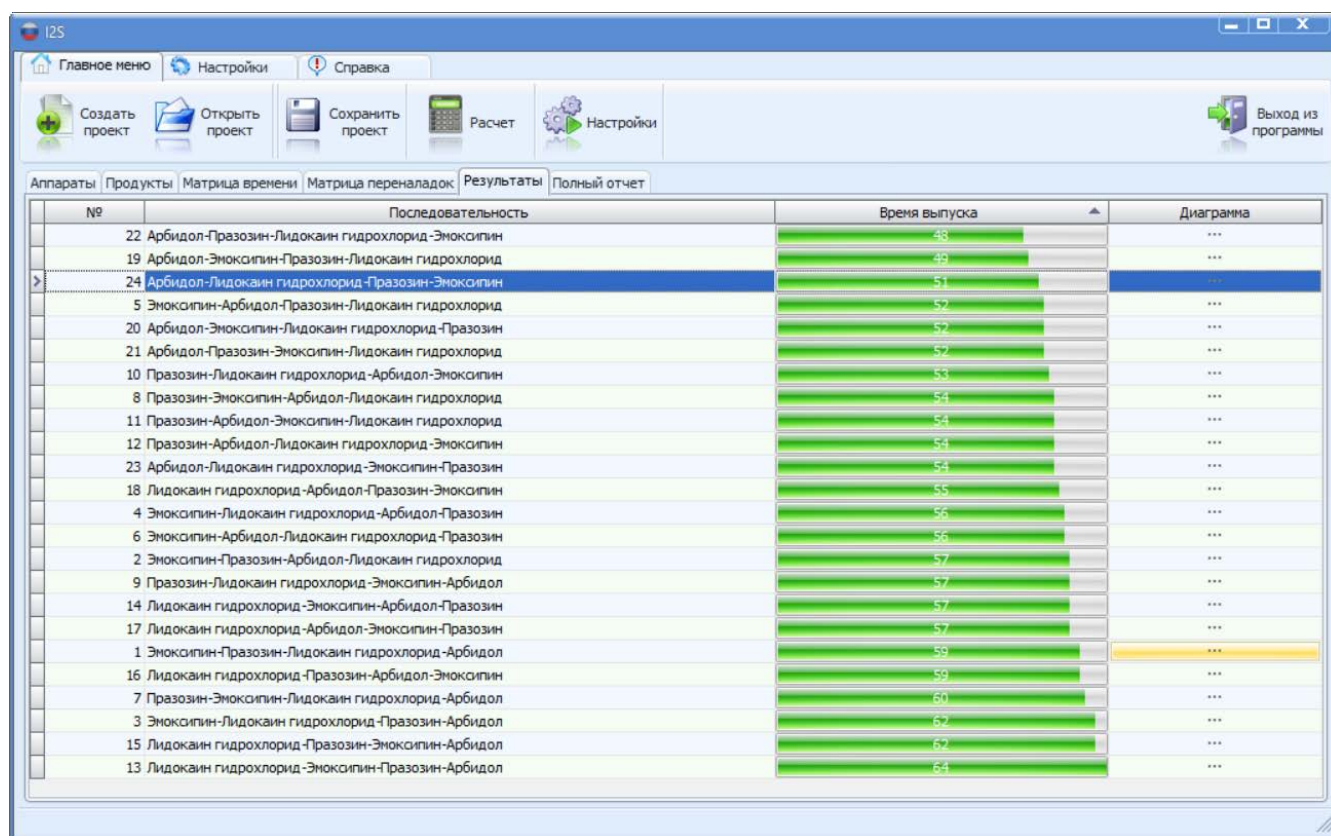 I2S
Главное меню Настройки Справка
Создать проект Открыть проект Сохранить проект Расчет Настройки Выход из программы
Аппараты Продукты Матрица времени Матрица переналадок Результаты Полный отчет
№ Последовательность Время выпуска Диаграмма
22 Арбидол-Празозин-Лидокаин гидрохлорид-Эмоксипин 48 ...
19 Арбидол-Эмоксипин-Празозин-Лидокаин гидрохлорид 49 ...
24 Арбидол-Лидокаин гидрохлорид-Празозин-Эмоксипин 51 ...
5 Эмоксипин-Арбидол-Празозин-Лидокаин гидрохлорид 52 ...
20 Арбидол-Эмоксипин-Лидокаин гидрохлорид-Празозин 52 ...
21 Арбидол-Празозин-Эмоксипин-Лидокаин гидрохлорид 52 ...
10 Празозин-Лидокаин гидрохлорид-Арбидол-Эмоксипин 53 ...
8 Празозин-Эмоксипин-Арбидол-Лидокаин гидрохлорид 54 ...
11 Празозин-Арбидол-Эмоксипин-Лидокаин гидрохлорид 54 ...
12 Празозин-Арбидол-Лидокаин гидрохлорид-Эмоксипин 54 ...
23 Арбидол-Лидокаин гидрохлорид-Эмоксипин-Празозин 54 ...
18 Лидокаин гидрохлорид-Арбидол-Празозин-Эмоксипин 55 ...
4 Эмоксипин-Лидокаин гидрохлорид-Арбидол-Празозин 56 ...
6 Эмоксипин-Арбидол-Лидокаин гидрохлорид-Празозин 56 ...
2 Эмоксипин-Празозин-Арбидол-Лидокаин гидрохлорид 57 ...
9 Празозин-Лидокаин гидрохлорид-Эмоксипин-Арбидол 57 ...
14 Лидокаин гидрохлорид-Эмоксипин-Арбидол-Празозин 57 ...
17 Лидокаин гидрохлорид-Арбидол-Эмоксипин-Празозин 57 ...
1 Эмоксипин-Празозин-Лидокаин гидрохлорид-Арбидол 59 ...
16 Лидокаин гидрохлорид-Празозин-Арбидол-Эмоксипин 59 ...
7 Празозин-Эмоксипин-Лидокаин гидрохлорид-Арбидол 60 ...
3 Эмоксипин-Лидокаин гидрохлорид-Празозин-Арбидол 62 ...
15 Лидокаин гидрохлорид-Празозин-Эмоксипин-Арбидол 62 ...
13 Лидокаин гидрохлорид-Эмоксипин-Празозин-Арбидол 64 ...